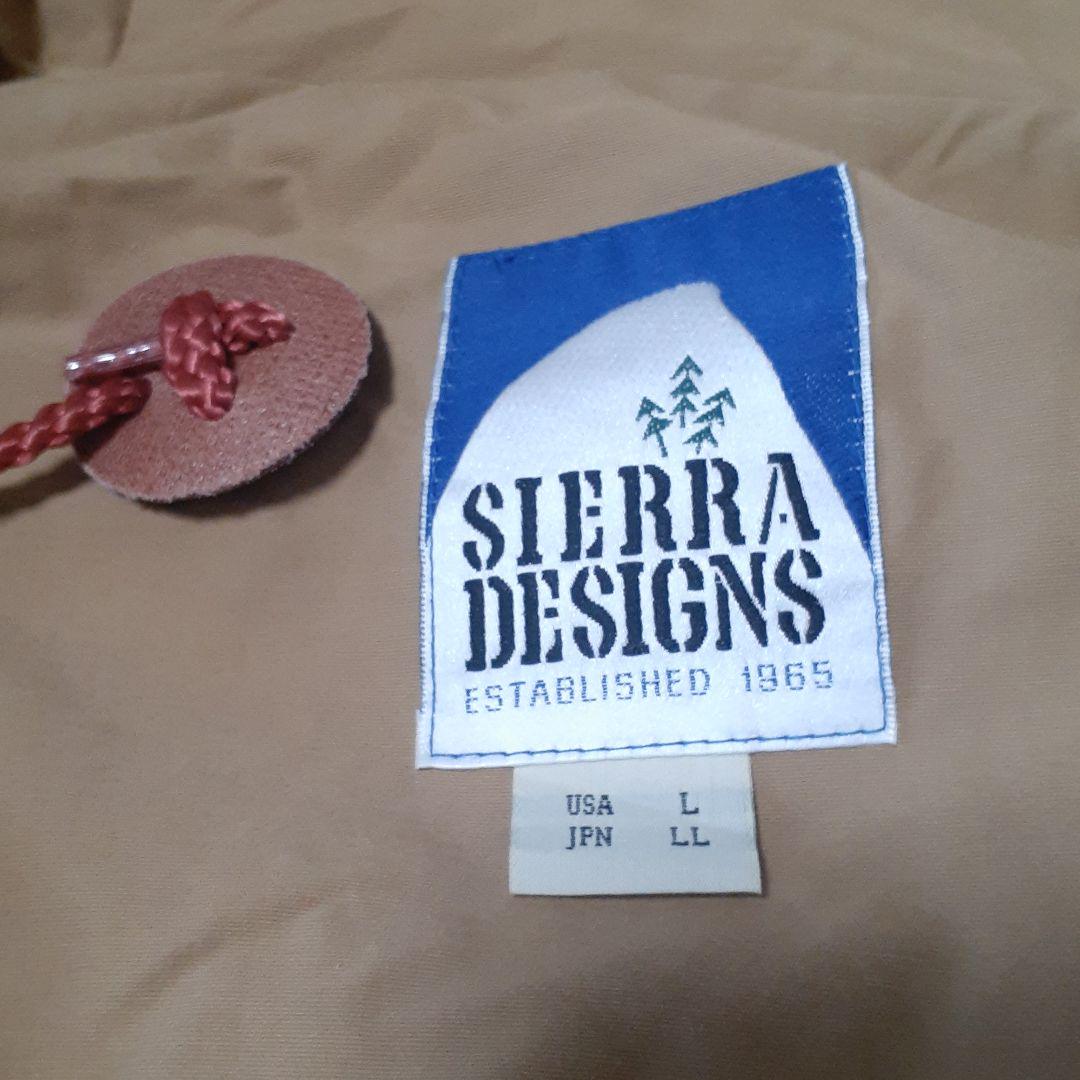 SIERRA
DESIGNS
ESTABLISHED 1965
USA L
JPN LL